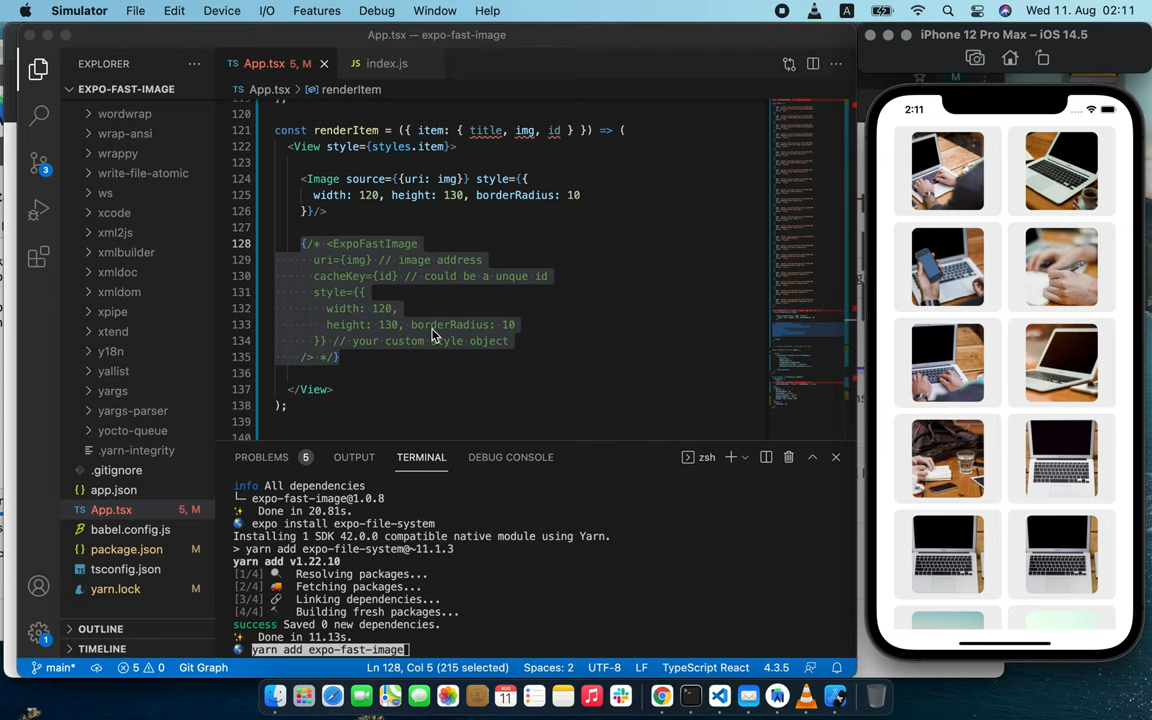 Simulator File Edit Device I/O Features Debug Window Help
A Wed 11. Aug 02:11
App.tsx — expo-fast-image
iPhone 12 Pro Max – iOS 14.5
EXPLORER
TS App.tsx 5, M
JS index.js
EXPO-FAST-IMAGE
TS App.tsx > renderItem
wordwrap
wrap-ansi
wrappy
write-file-atomic
ws
xcode
xml2js
xmlbuilder
xmldoc
xmldom
xpipe
xtend
y18n
yallist
yargs
yargs-parser
yocto-queue
.yarn-integrity
.gitignore
{} app.json
TS App.tsx 5, M
babel.config.js
{} package.json M
tsconfig.json
yarn.lock M
OUTLINE
TIMELINE
3
1
120
121 const renderItem = ({ item: { title, img, id } }) => (
122 <View style={styles.item}>
123
124 <Image source={{uri: img}} style={{
125 width: 120, height: 130, borderRadius: 10
126 }}/>
127
128 {/* <ExpoFastImage
129 uri={img} // image address
130 cacheKey={id} // could be a unque id
131 style={{
132 width: 120,
133 height: 130, borderRadius: 10
134 }} // your custom style object
135 /> */}
136
137 </View>
138 );
139
140
PROBLEMS 5 OUTPUT TERMINAL DEBUG CONSOLE
zsh
info All dependencies
└─ expo-fast-image@1.0.8
Done in 20.81s.
expo install expo-file-system
Installing 1 SDK 42.0.0 compatible native module using Yarn.
> yarn add expo-file-system@~11.1.3
yarn add v1.22.10
[1/4] Resolving packages...
[2/4] Fetching packages...
[3/4] Linking dependencies...
[4/4] Building fresh packages...
success Saved 0 new dependencies.
Done in 11.13s.
yarn add expo-fast-image
main* 5 0 Git Graph
Ln 128, Col 5 (215 selected) Spaces: 2 UTF-8 LF TypeScript React 4.3.5
2:11
AUG
11